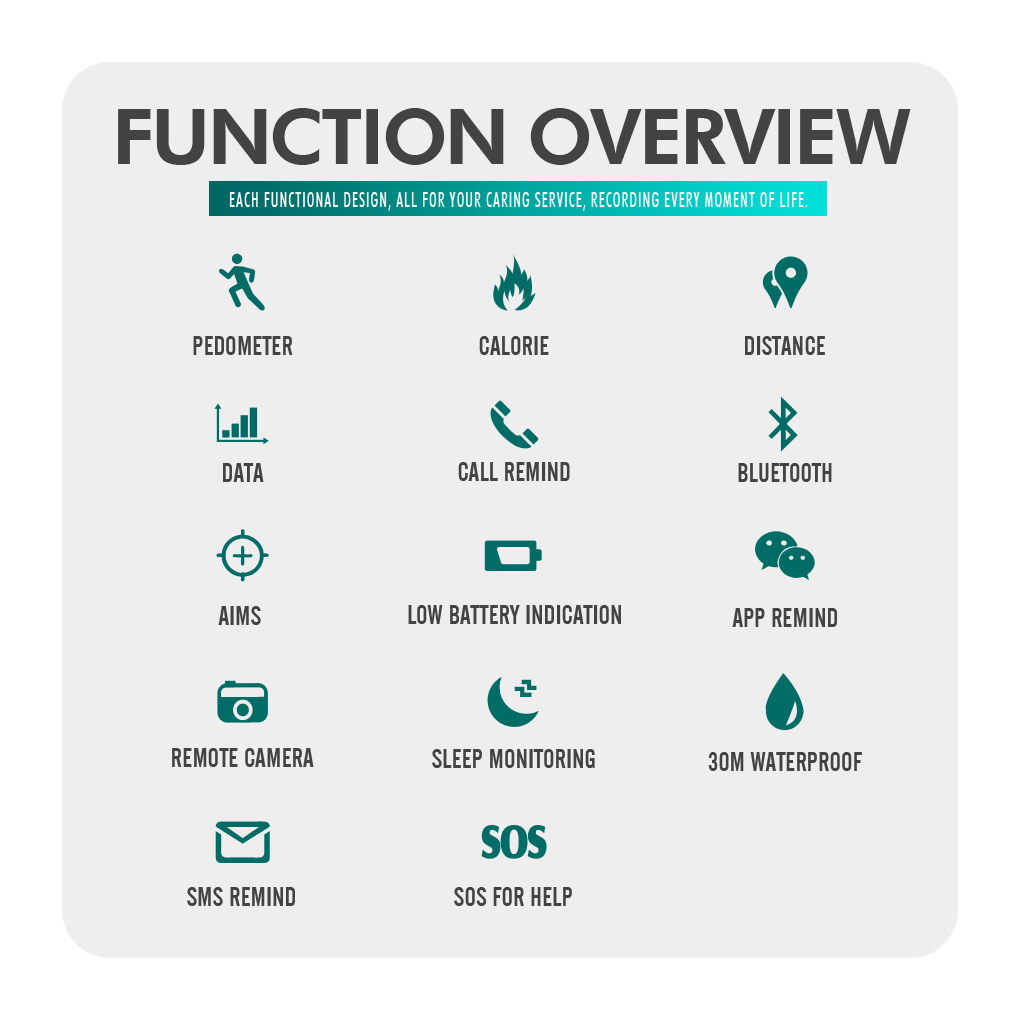 FUNCTION OVERVIEW
EACH FUNCTIONAL DESIGN, ALL FOR YOUR CARING SERVICE, RECORDING EVERY MOMENT OF LIFE.
PEDOMETER
CALORIE
DISTANCE
DATA
CALL REMIND
BLUETOOTH
AIMS
LOW BATTERY INDICATION
APP REMIND
REMOTE CAMERA
SLEEP MONITORING
30M WATERPROOF
SOS
SMS REMIND
SOS FOR HELP